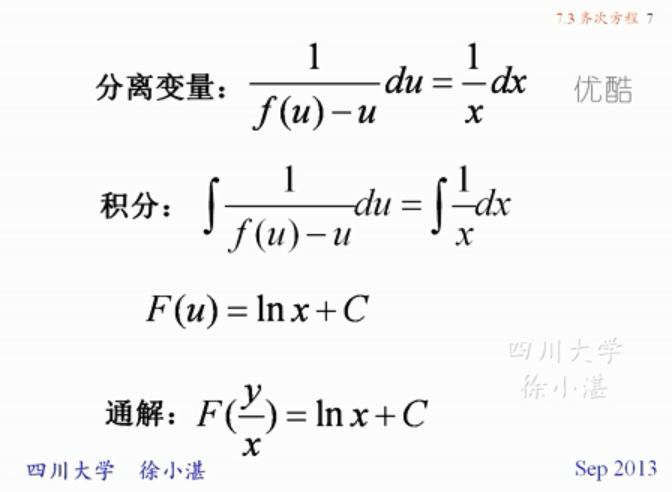 7.3 齐次方程 7
分离变量： \frac{1}{f(u)-u}du = \frac{1}{x}dx
优酷
积分： ∫\frac{1}{f(u)-u}du = ∫\frac{1}{x}dx
F(u) = ln x + C
四川大学
徐小湛
通解： F(\frac{y}{x}) = ln x + C
四川大学 徐小湛 Sep 2013